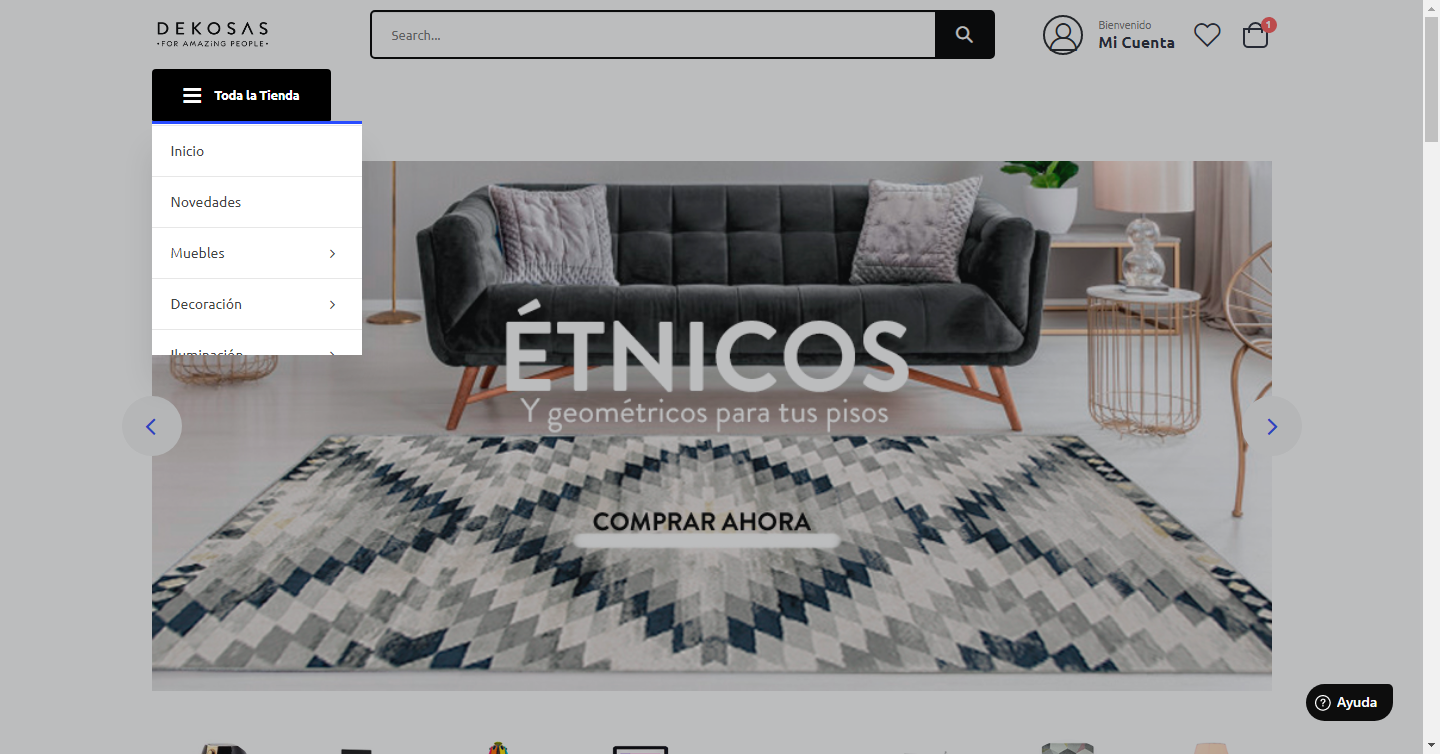 DEKOSAS
•FOR AMAZiNG PEOPLE•
Search...
Bienvenido
Mi Cuenta
1
Toda la Tienda
Inicio
Novedades
Muebles
Decoración
Iluminación
ÉTNICOS
Y geométricos para tus pisos
COMPRAR AHORA
Ayuda